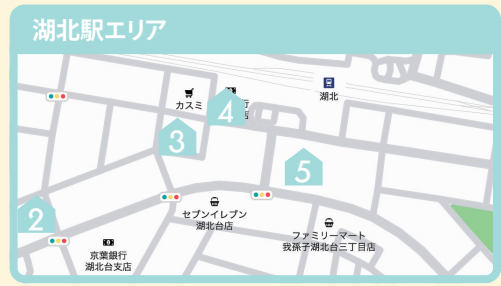 湖北駅エリア
カスミ
4
行
湖北
3
5
セブンイレブン
湖北台店
2
ファミリーマート
我孫子湖北台三丁目店
京葉銀行
湖北台支店